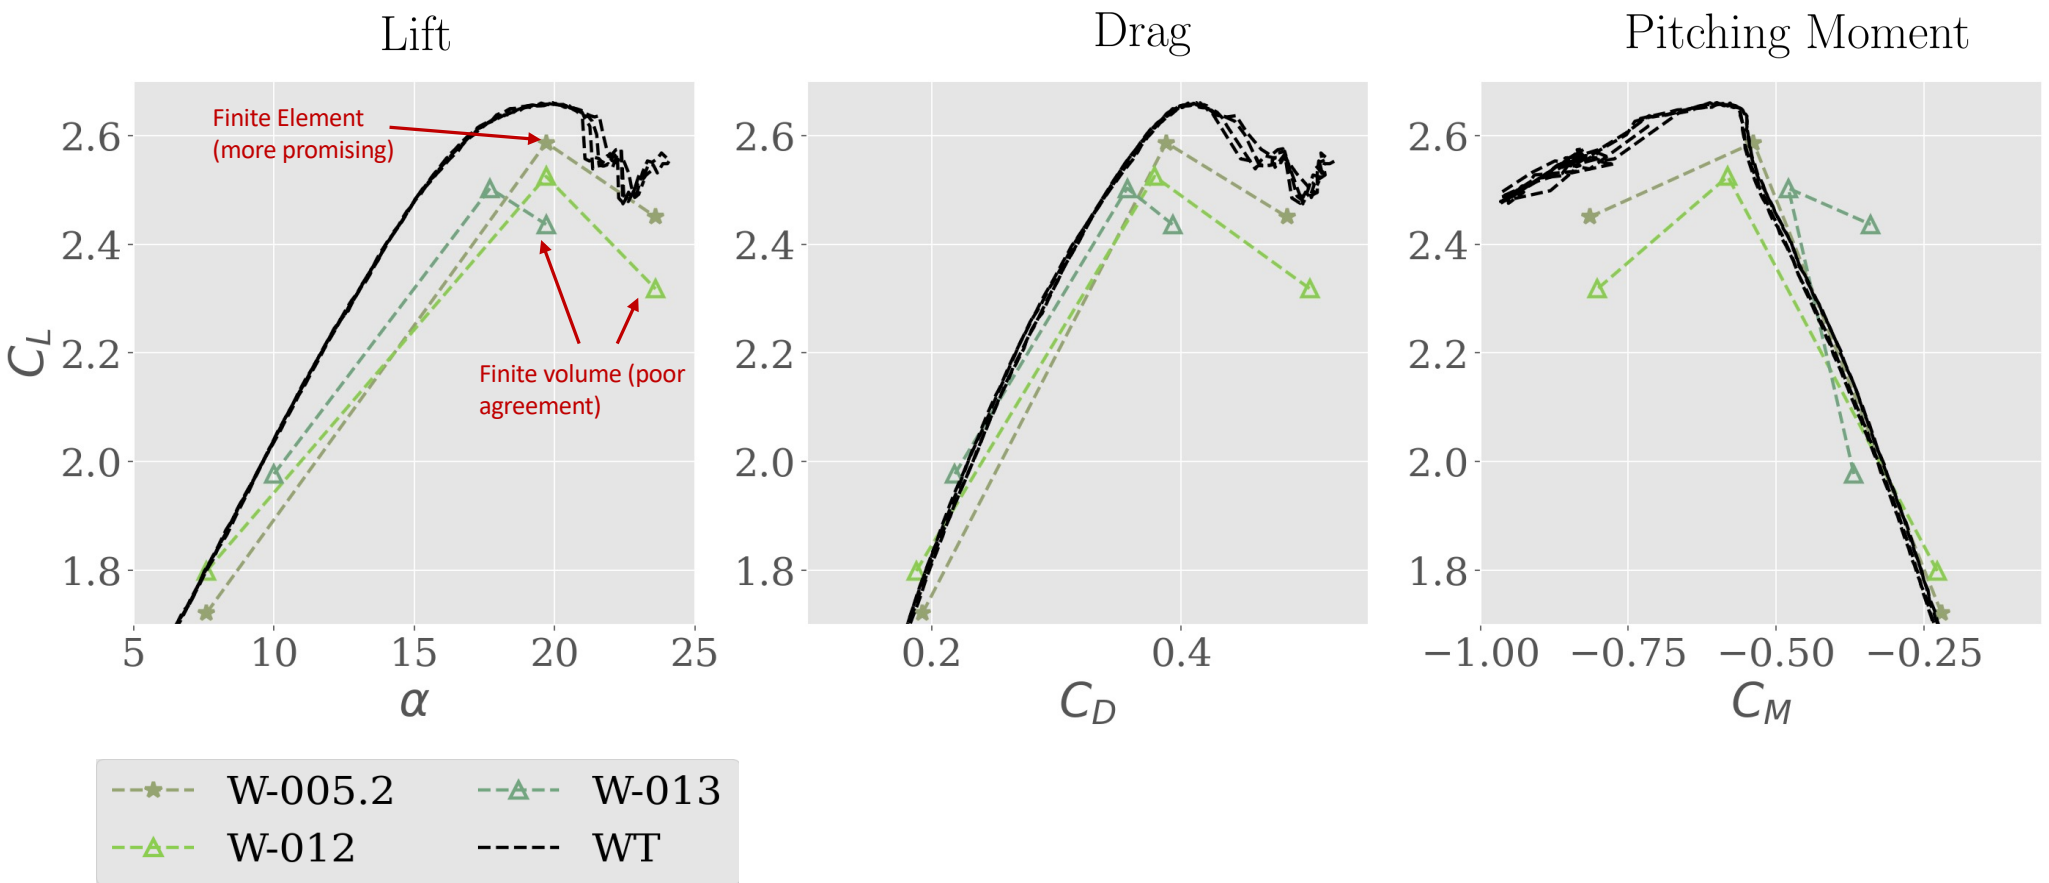 Lift
Drag
Pitching Moment
Finite Element
(more promising)
Finite volume (poor
agreement)
C_L
2.6
2.4
2.2
2.0
1.8
5
10
15
20
25
α
2.6
2.4
2.2
2.0
1.8
0.2
0.4
C_D
2.6
2.4
2.2
2.0
1.8
−1.00
−0.75
−0.50
−0.25
C_M
W-005.2
W-013
W-012
WT